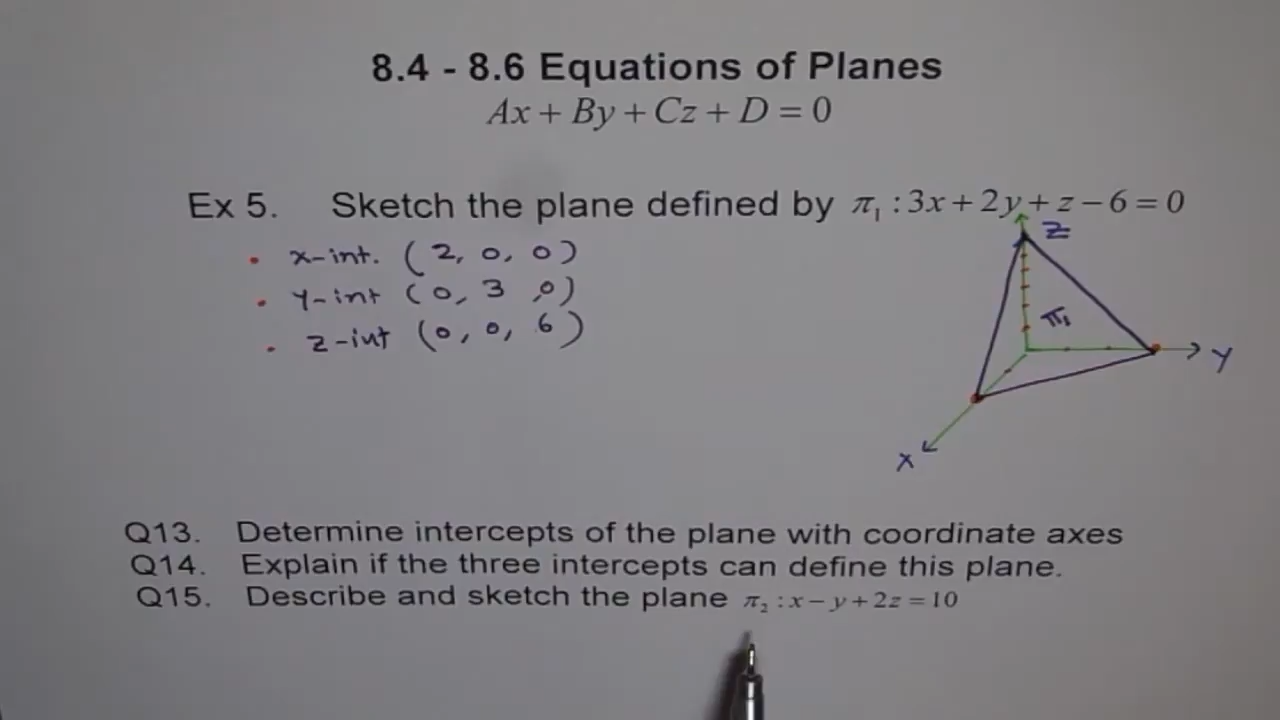 8.4 - 8.6 Equations of Planes
Ax + By + Cz + D = 0
Ex 5. Sketch the plane defined by π₁ : 3x + 2y + z − 6 = 0
x-int. (2, 0, 0)
y-int (0, 3 ,0)
z-int (0, 0, 6)
Z
π₁
Y
X
Q13. Determine intercepts of the plane with coordinate axes
Q14. Explain if the three intercepts can define this plane.
Q15. Describe and sketch the plane π₂ : x − y + 2z = 10